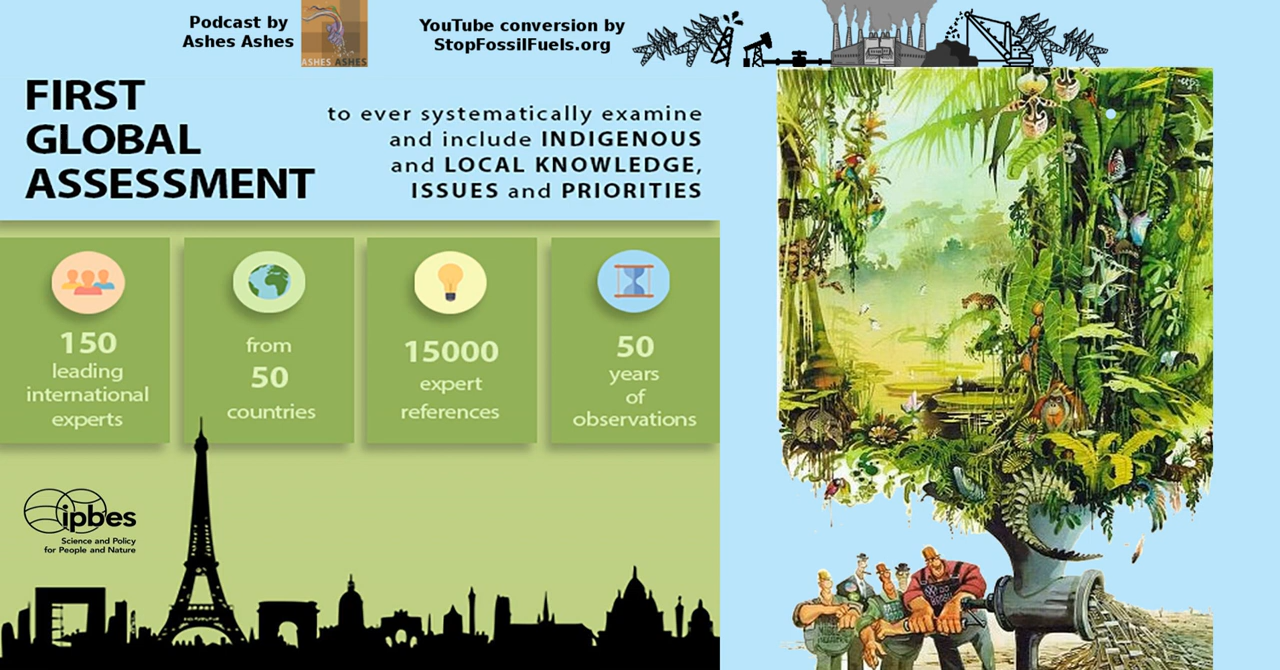 Podcast by
Ashes Ashes
ASHES ASHES
YouTube conversion by
StopFossilFuels.org
FIRST
GLOBAL
ASSESSMENT
to ever systematically examine
and include INDIGENOUS
and LOCAL KNOWLEDGE,
ISSUES and PRIORITIES
150
leading
international
experts
from
50
countries
15000
expert
references
50
years
of
observations
ipbes
Science and Policy
for People and Nature